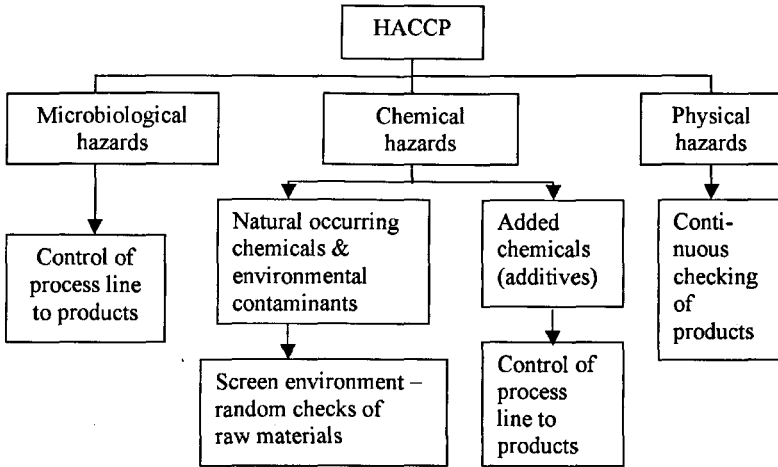 HACCP
Microbiological
hazards
Chemical
hazards
Physical
hazards
Control of
process line
to products
Natural occurring
chemicals &
environmental
contaminants
Added
chemicals
(additives)
Conti-
nuous
checking
of
products
Screen environment –
random checks of
raw materials
Control of
process
line to
products